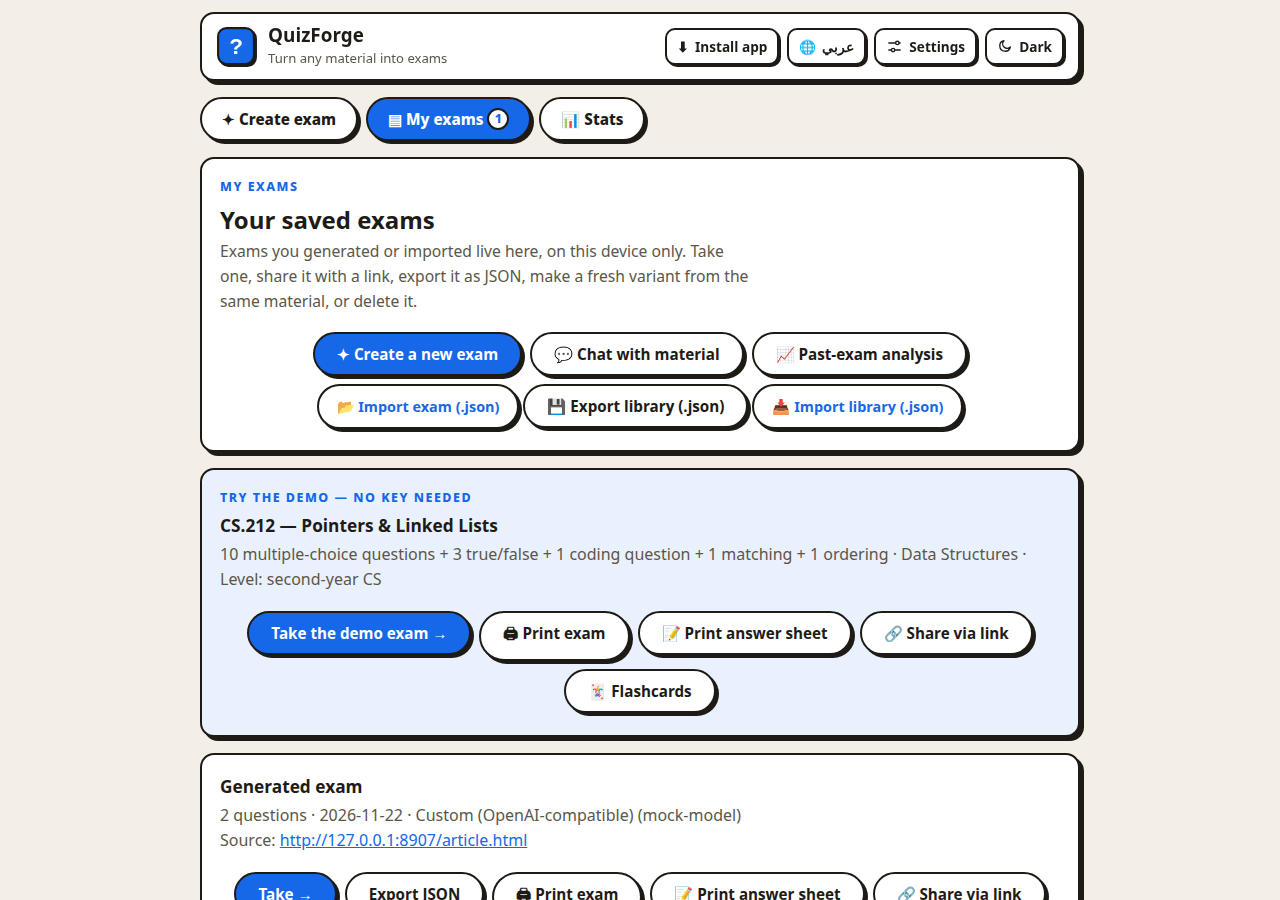 ?
QuizForge
Turn any material into exams
⬇ Install app
🌐 عربي
Settings
Dark
✦ Create exam
▤ My exams 1
📊 Stats
MY EXAMS
Your saved exams
Exams you generated or imported live here, on this device only. Take
one, share it with a link, export it as JSON, make a fresh variant from the
same material, or delete it.
✦ Create a new exam
💬 Chat with material
📈 Past-exam analysis
📂 Import exam (.json)
💾 Export library (.json)
📥 Import library (.json)
TRY THE DEMO — NO KEY NEEDED
CS.212 — Pointers & Linked Lists
10 multiple-choice questions + 3 true/false + 1 coding question + 1 matching + 1 ordering · Data Structures ·
Level: second-year CS
Take the demo exam →
🖨 Print exam
📝 Print answer sheet
🔗 Share via link
🃏 Flashcards
Generated exam
2 questions · 2026-11-22 · Custom (OpenAI-compatible) (mock-model)
Source: http://127.0.0.1:8907/article.html
Take →
Export JSON
🖨 Print exam
📝 Print answer sheet
🔗 Share via link